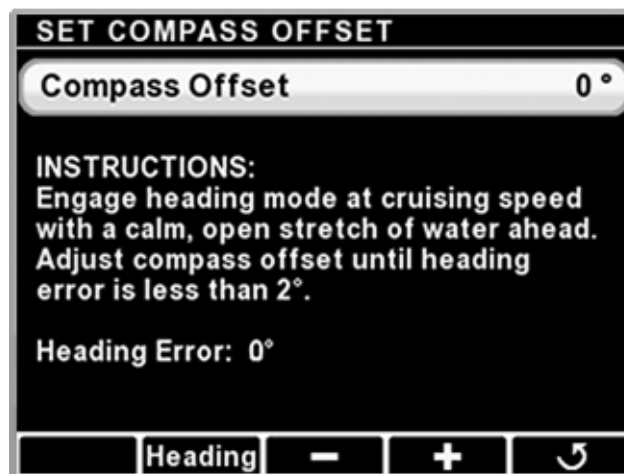 SET COMPASS OFFSET
Compass Offset 0 °
INSTRUCTIONS:
Engage heading mode at cruising speed
with a calm, open stretch of water ahead.
Adjust compass offset until heading
error is less than 2°.
Heading Error: 0°
Heading − +